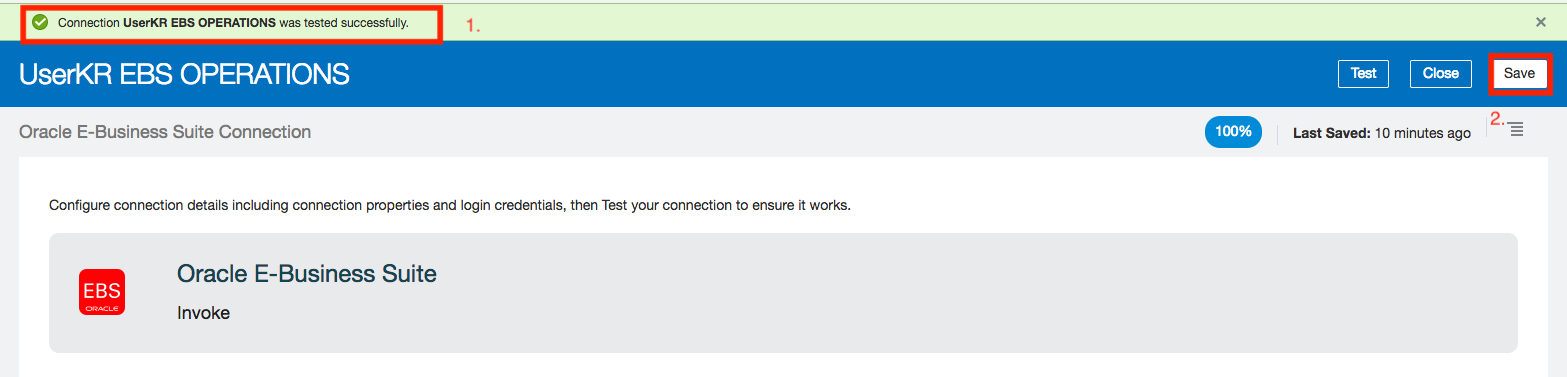 Connection UserKR EBS OPERATIONS was tested successfully.
1.
UserKR EBS OPERATIONS
Test
Close
Save
Oracle E-Business Suite Connection
100%
Last Saved: 10 minutes ago
2.
Configure connection details including connection properties and login credentials, then Test your connection to ensure it works.
EBS
ORACLE
Oracle E-Business Suite
Invoke